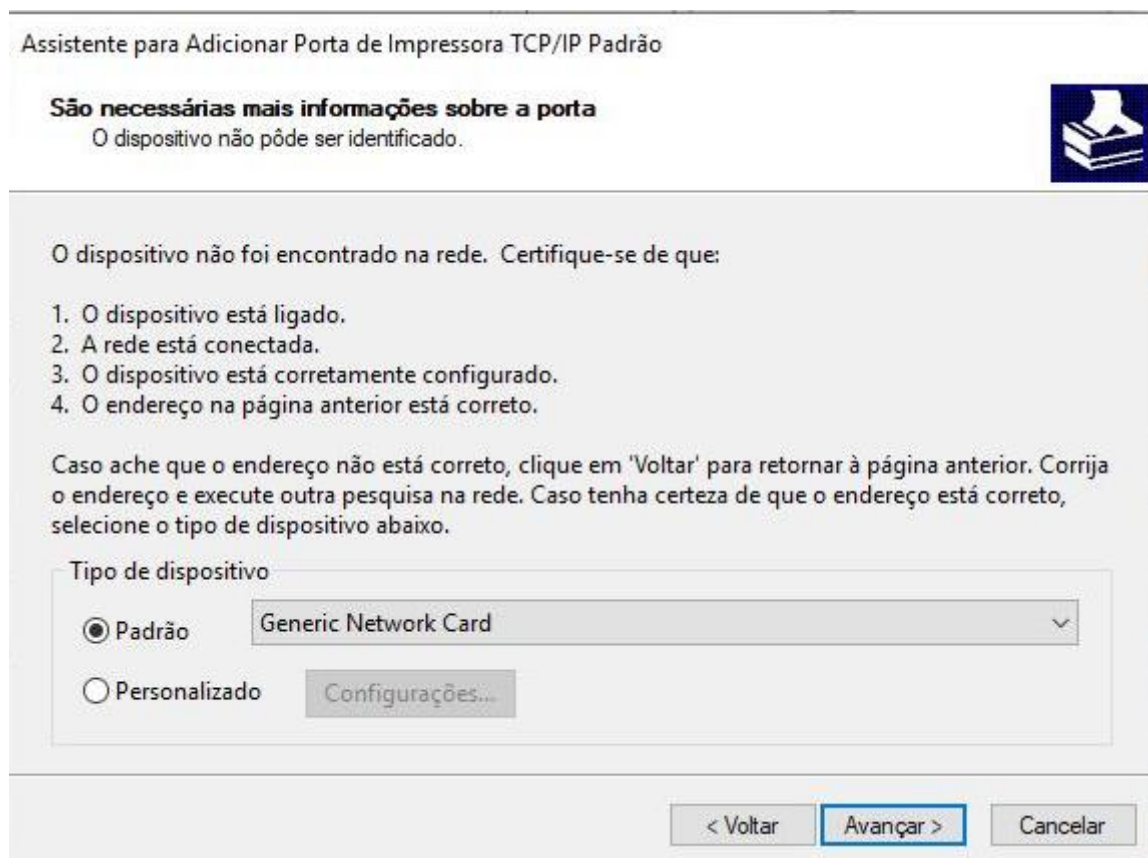 Assistente para Adicionar Porta de Impressora TCP/IP Padrão
São necessárias mais informações sobre a porta
O dispositivo não pôde ser identificado.
O dispositivo não foi encontrado na rede.  Certifique-se de que:
1.  O dispositivo está ligado.
2.  A rede está conectada.
3.  O dispositivo está corretamente configurado.
4.  O endereço na página anterior está correto.
Caso ache que o endereço não está correto, clique em 'Voltar' para retornar à página anterior. Corrija
o endereço e execute outra pesquisa na rede. Caso tenha certeza de que o endereço está correto,
selecione o tipo de dispositivo abaixo.
Tipo de dispositivo
Padrão Generic Network Card
Personalizado Configurações...
< Voltar Avançar > Cancelar